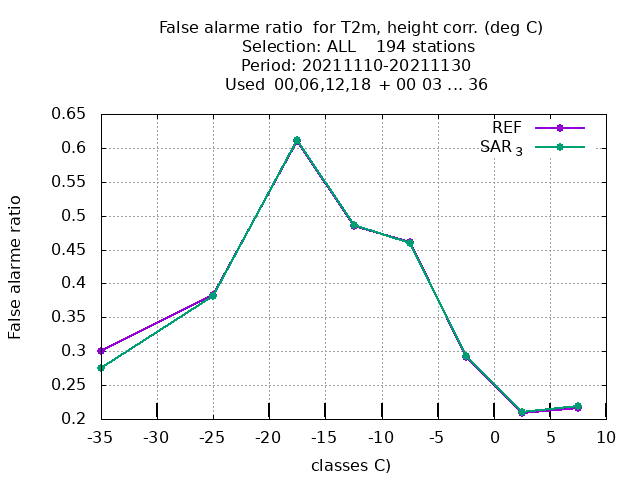 False alarme ratio  for T2m, height corr. (deg C)
Selection: ALL    194 stations
Period: 20211110-20211130
Used  00,06,12,18  + 00 03 ... 36
0.65
0.6
0.55
0.5
0.45
0.4
0.35
0.3
0.25
0.2
False alarme ratio
REF
SAR 3
-35 -30 -25 -20 -15 -10 -5 0 5 10
classes C)